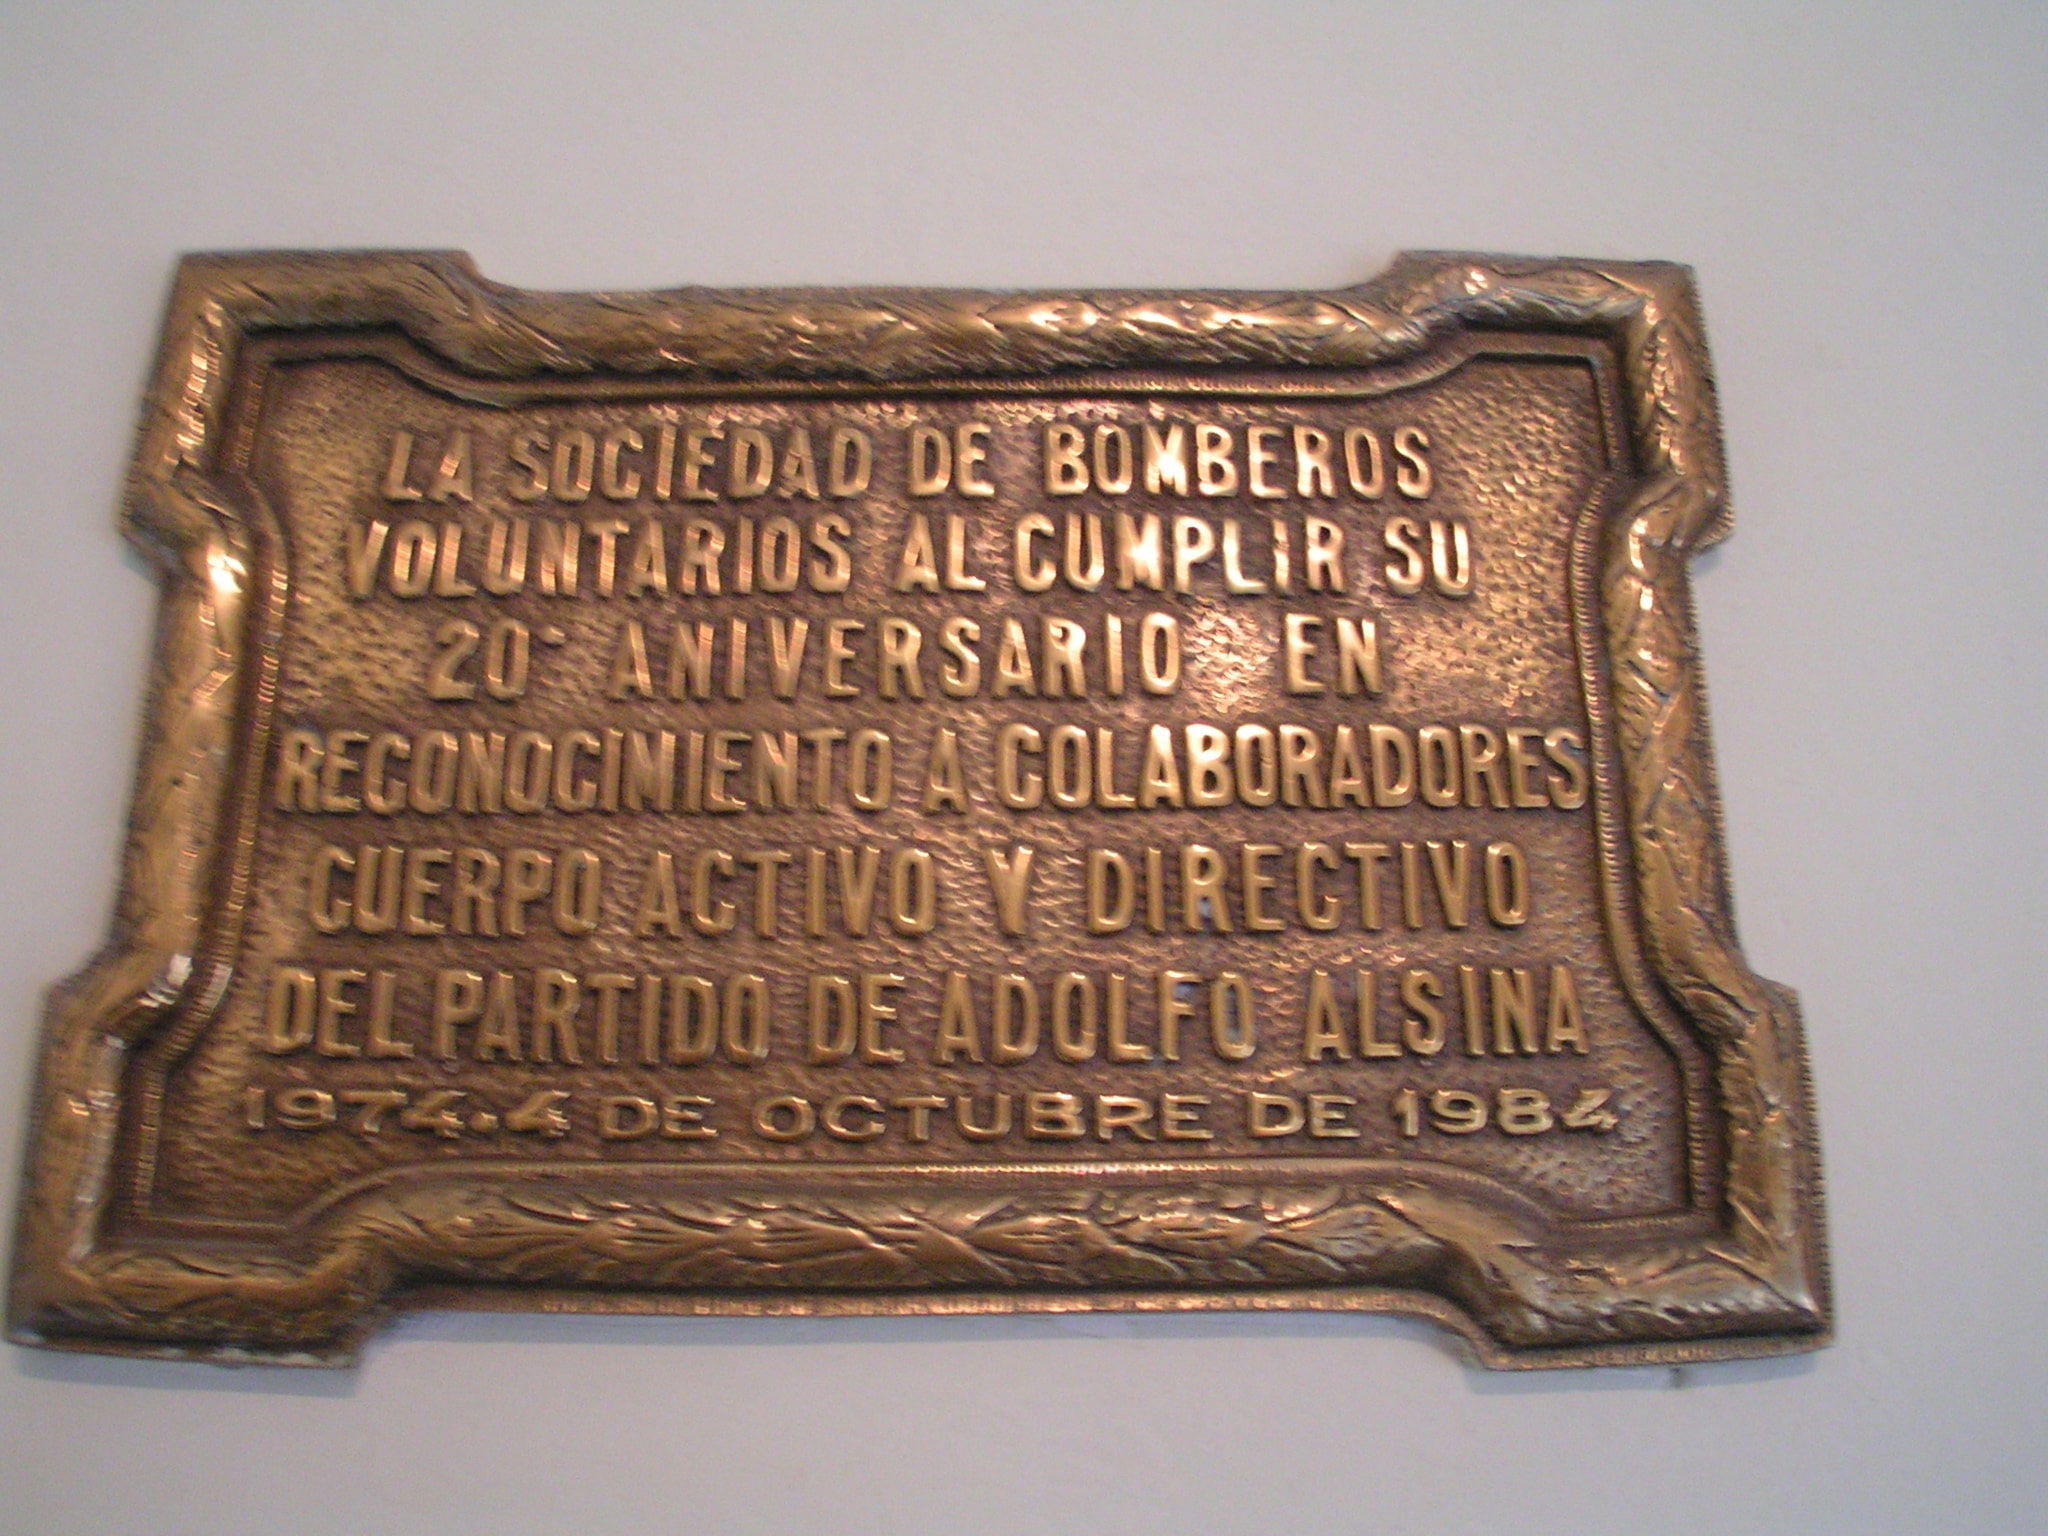 LA SOCIEDAD DE BOMBEROS
VOLUNTARIOS AL CUMPLIR SU
20° ANIVERSARIO EN
RECONOCIMIENTO A COLABORADORES
CUERPO ACTIVO Y DIRECTIVO
DEL PARTIDO DE ADOLFO ALSINA
1974.4 DE OCTUBRE DE 1984